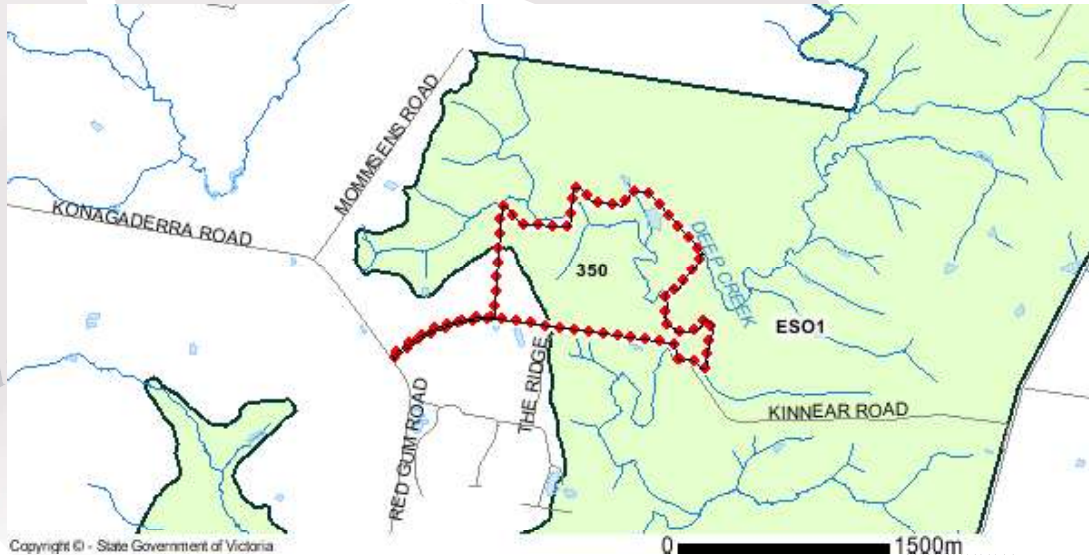 MOMMSENS ROAD
KONAGADERRA ROAD
DEEP CREEK
350
ESO1
THE RIDGE
RED GUM ROAD
KINNEAR ROAD
Copyright © - State Government of Victoria
0 1500m